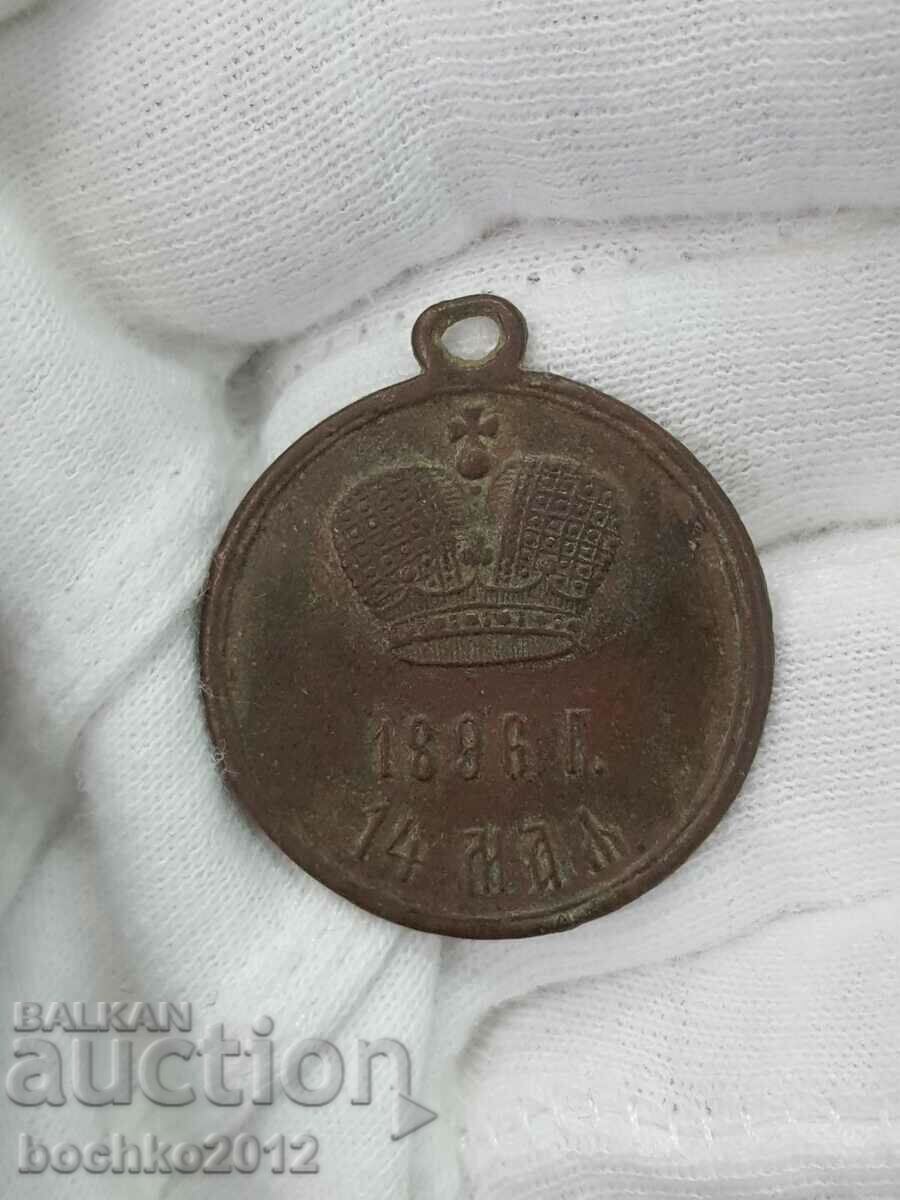 1896 Г.
14 МАЯ
BALKAN
auction
bochko2012